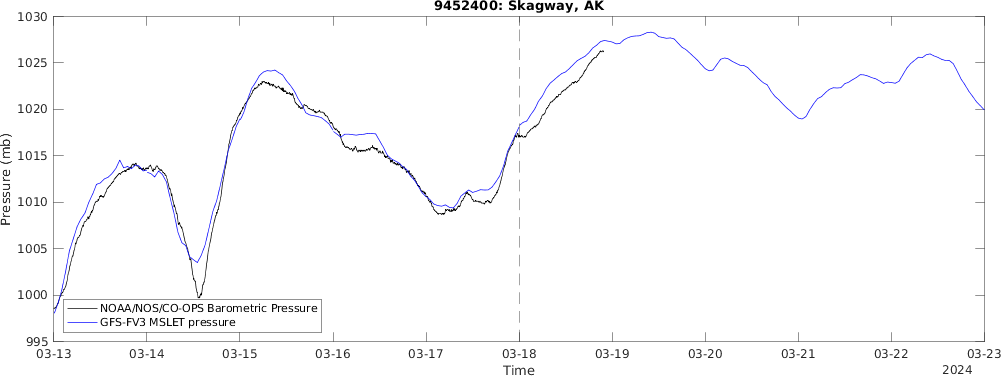 9452400: Skagway, AK
Pressure (mb)
1030
1025
1020
1015
1010
1005
1000
995
NOAA/NOS/CO-OPS Barometric Pressure
GFS-FV3 MSLET pressure
03-13 03-14 03-15 03-16 03-17 03-18 03-19 03-20 03-21 03-22 03-23
Time
2024